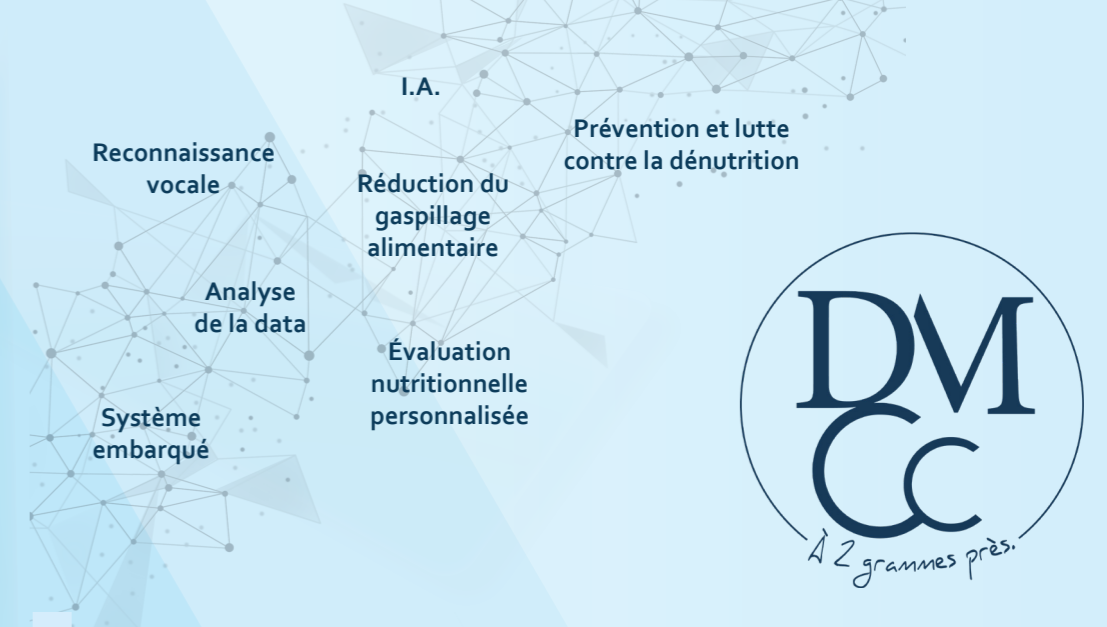 I.A.
Prévention et lutte
contre la dénutrition
Reconnaissance
vocale
Réduction du
gaspillage
alimentaire
Analyse
de la data
Évaluation
nutritionnelle
personnalisée
Système
embarqué
DM
Cc
À 2 grammes près.